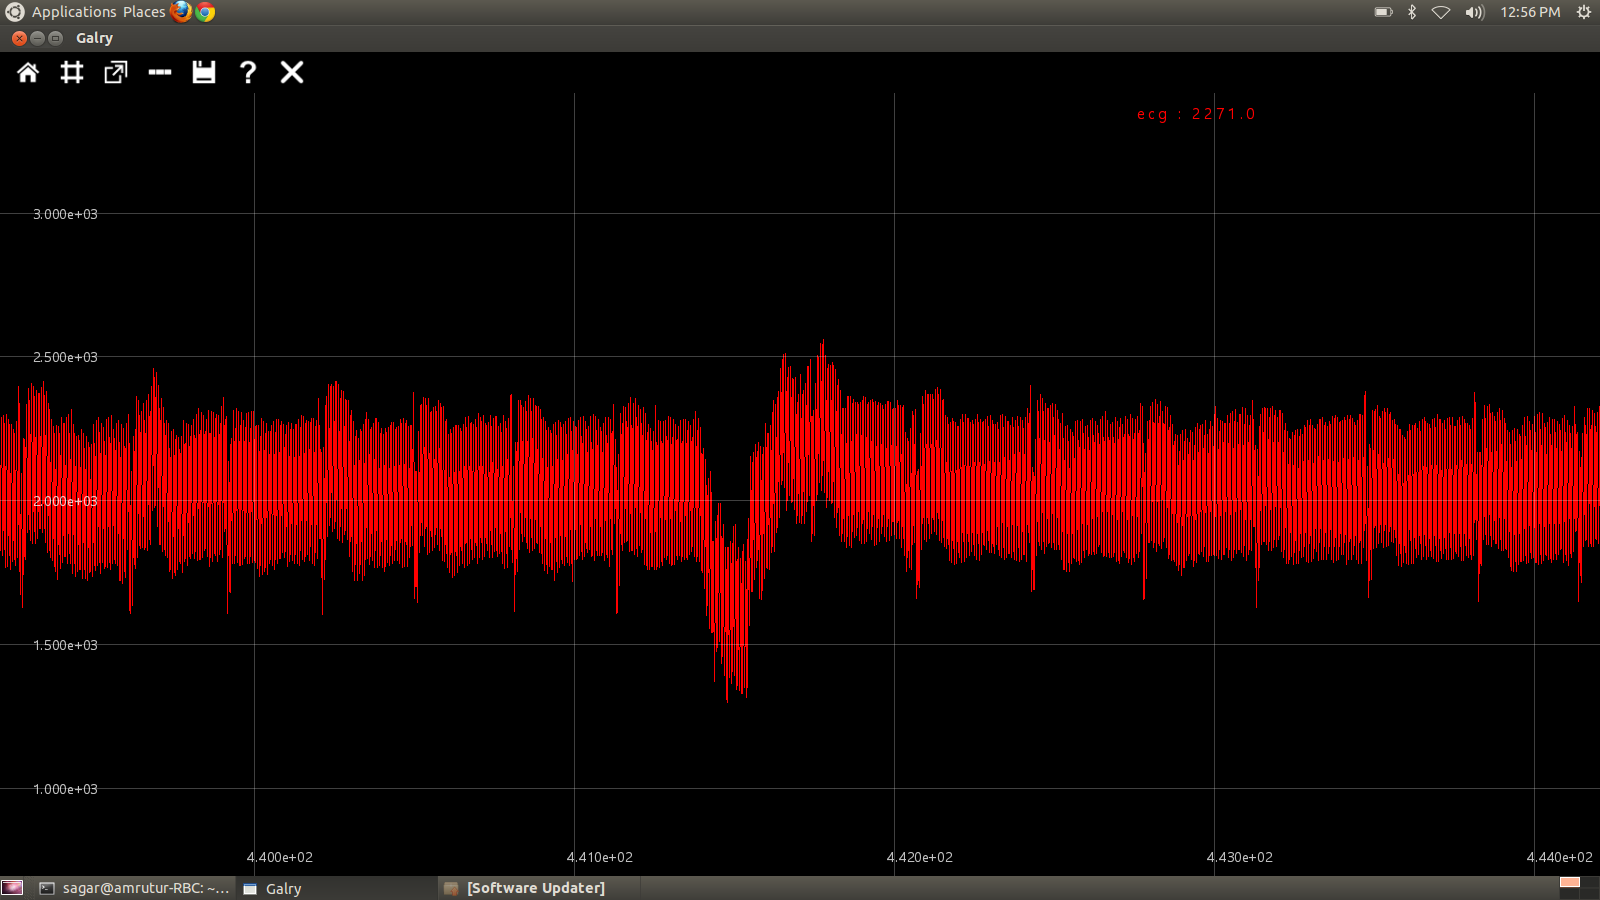 Applications Places 12:56 PM
Galry
?
ecg : 2271.0
3.000e+03
2.500e+03
2.000e+03
1.500e+03
1.000e+03
4.400e+02 4.410e+02 4.420e+02 4.430e+02 4.440e+02
sagar@amrutur-RBC: ~... Galry [Software Updater]